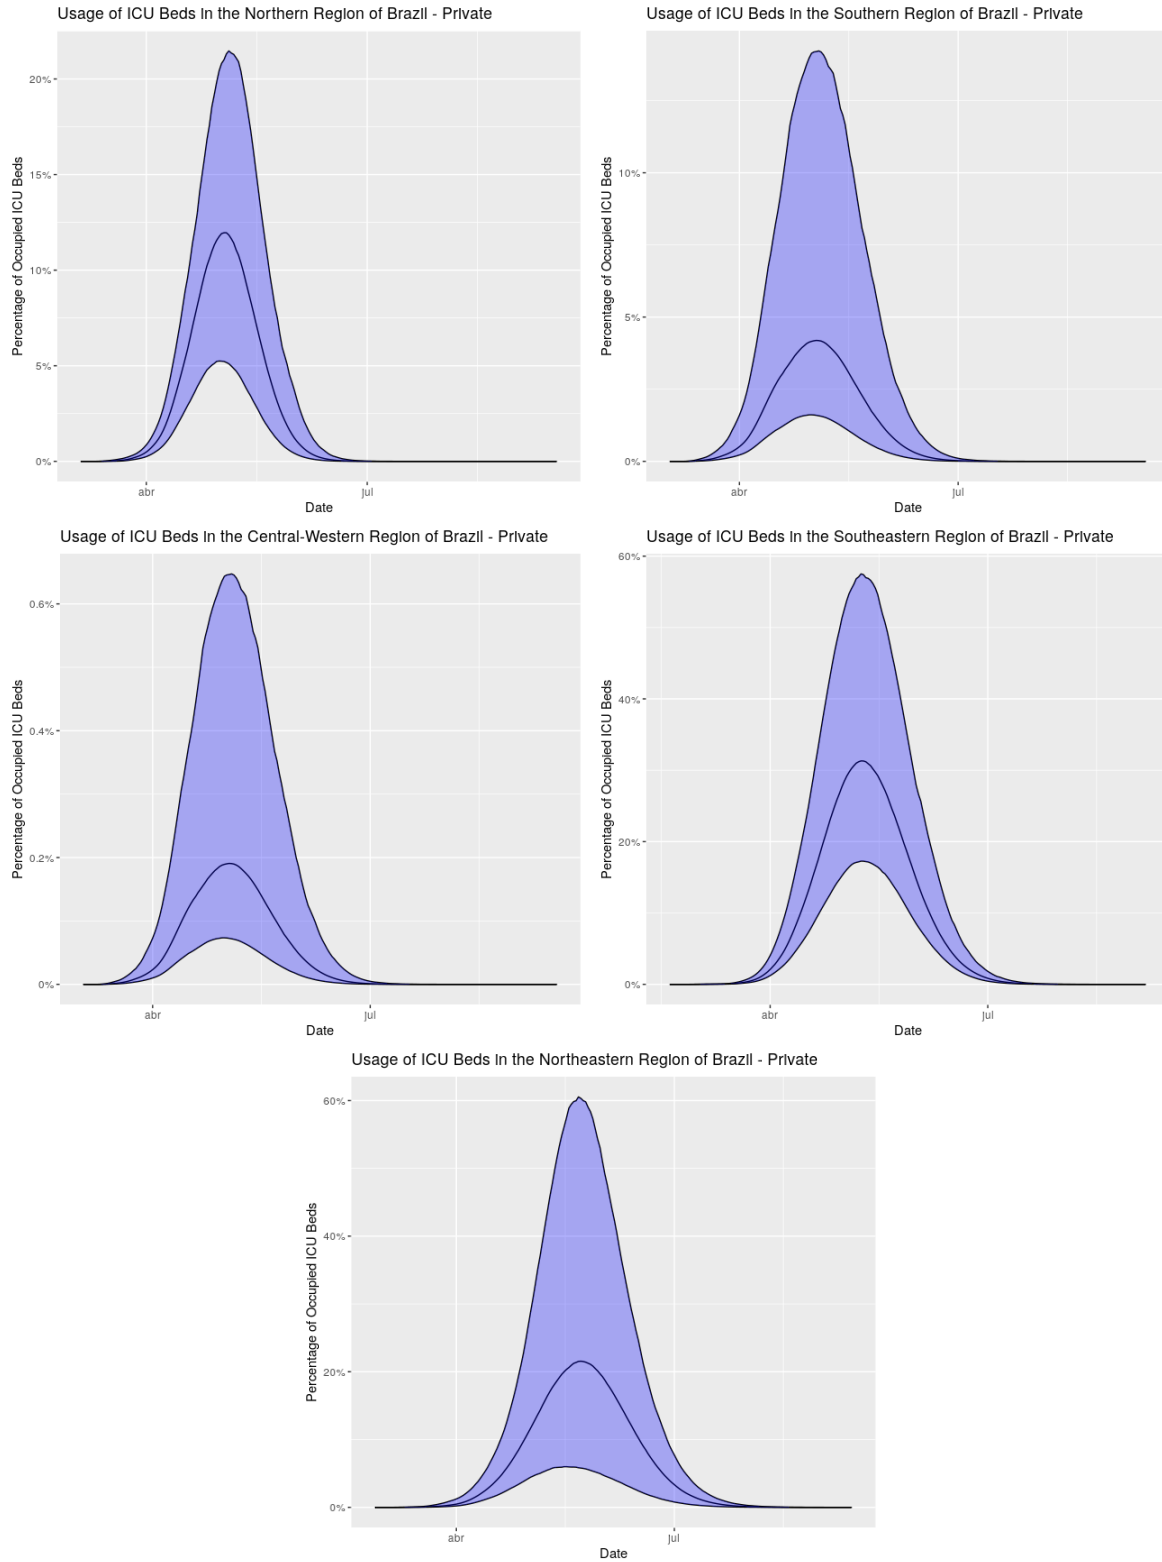 Usage of ICU Beds in the Northern Region of Brazil - Private
Percentage of Occupied ICU Beds
20%
15%
10%
5%
0%
abr
jul
Date
Usage of ICU Beds in the Southern Region of Brazil - Private
Percentage of Occupied ICU Beds
10%
5%
0%
abr
jul
Date
Usage of ICU Beds in the Central-Western Region of Brazil - Private
Percentage of Occupied ICU Beds
0.6%
0.4%
0.2%
0%
abr
jul
Date
Usage of ICU Beds in the Southeastern Region of Brazil - Private
Percentage of Occupied ICU Beds
60%
40%
20%
0%
abr
jul
Date
Usage of ICU Beds in the Northeastern Region of Brazil - Private
Percentage of Occupied ICU Beds
60%
40%
20%
0%
abr
jul
Date